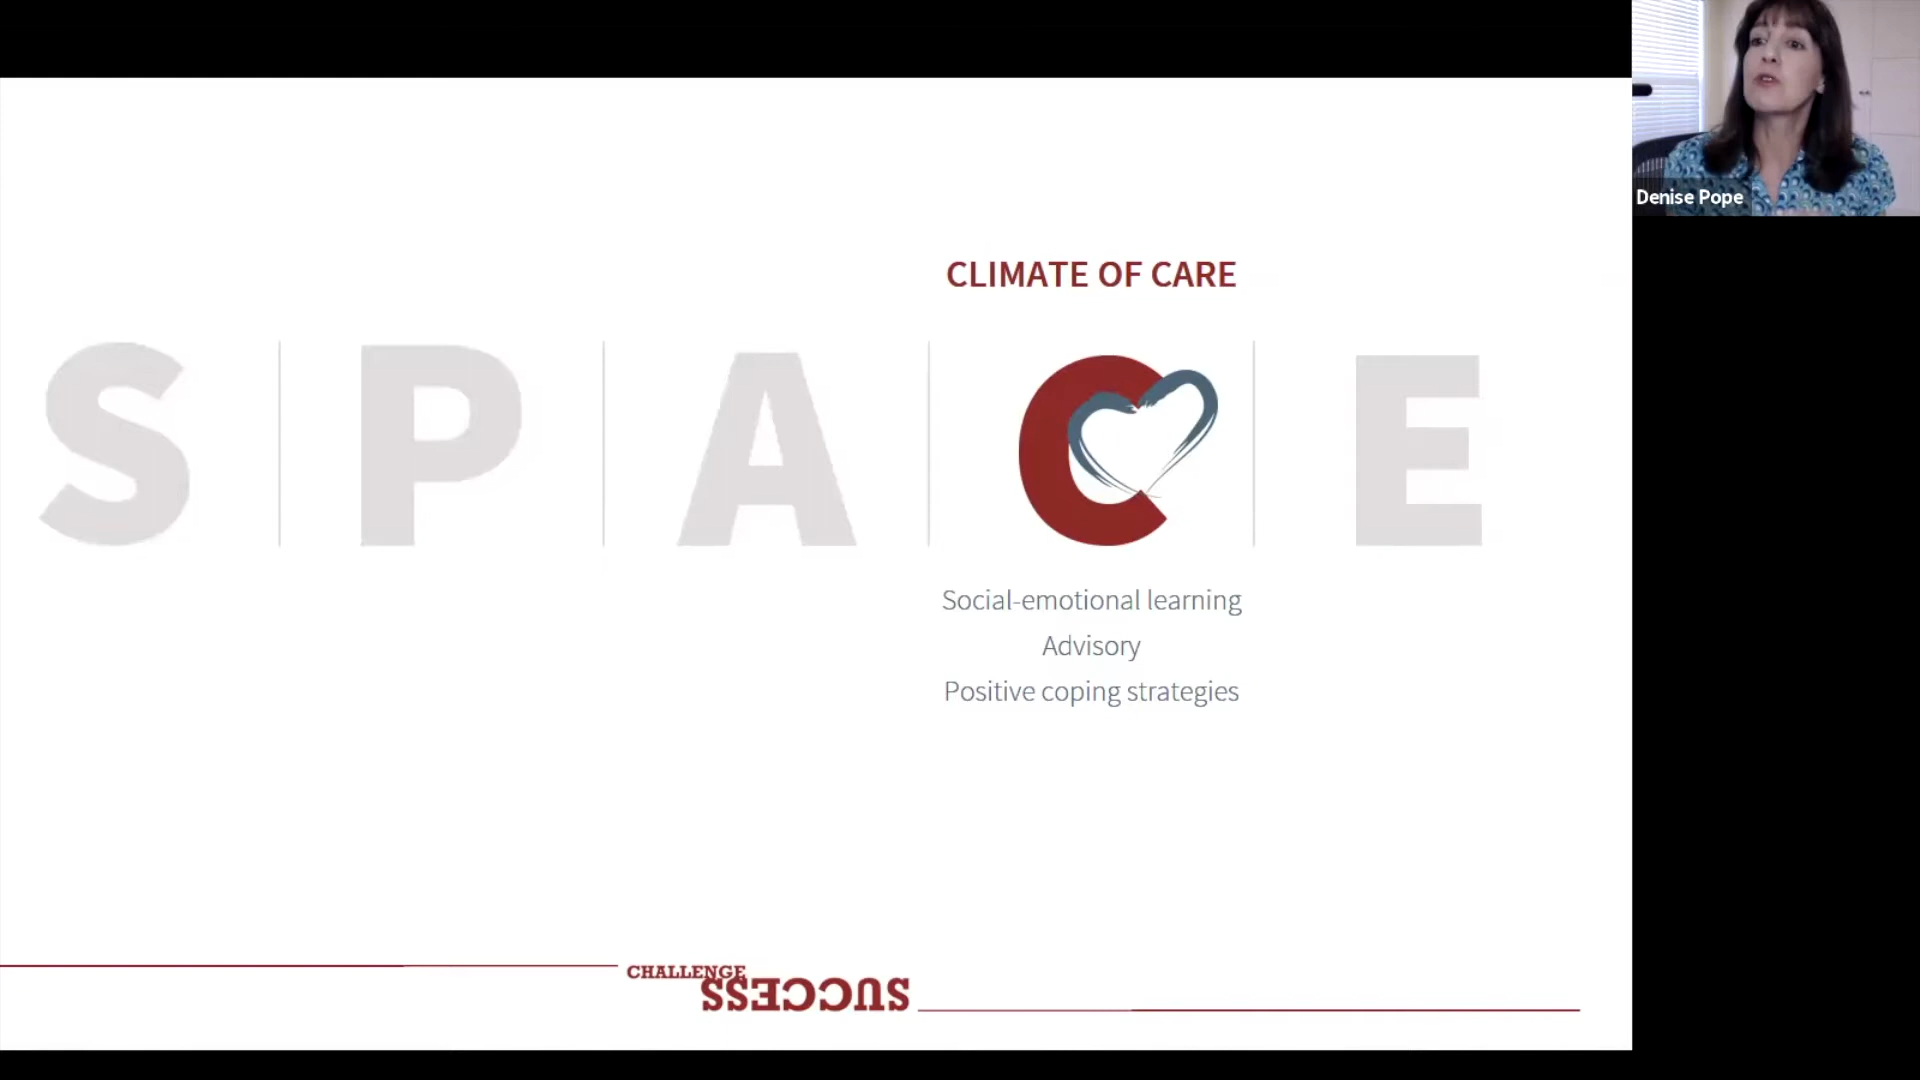 Denise Pope
CLIMATE OF CARE
S P A C E
Social-emotional learning
Advisory
Positive coping strategies
CHALLENGE
SUCCESS